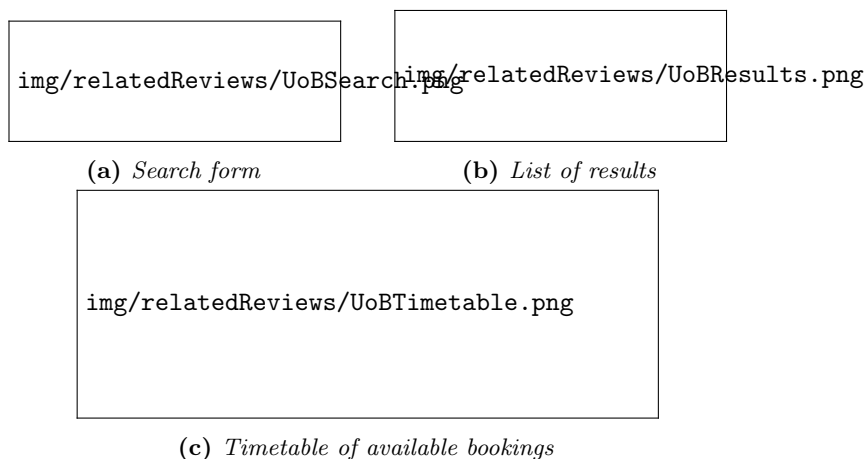 img/relatedReviews/UoBSearch.png
img/relatedReviews/UoBResults.png
(a) Search form
(b) List of results
img/relatedReviews/UoBTimetable.png
(c) Timetable of available bookings